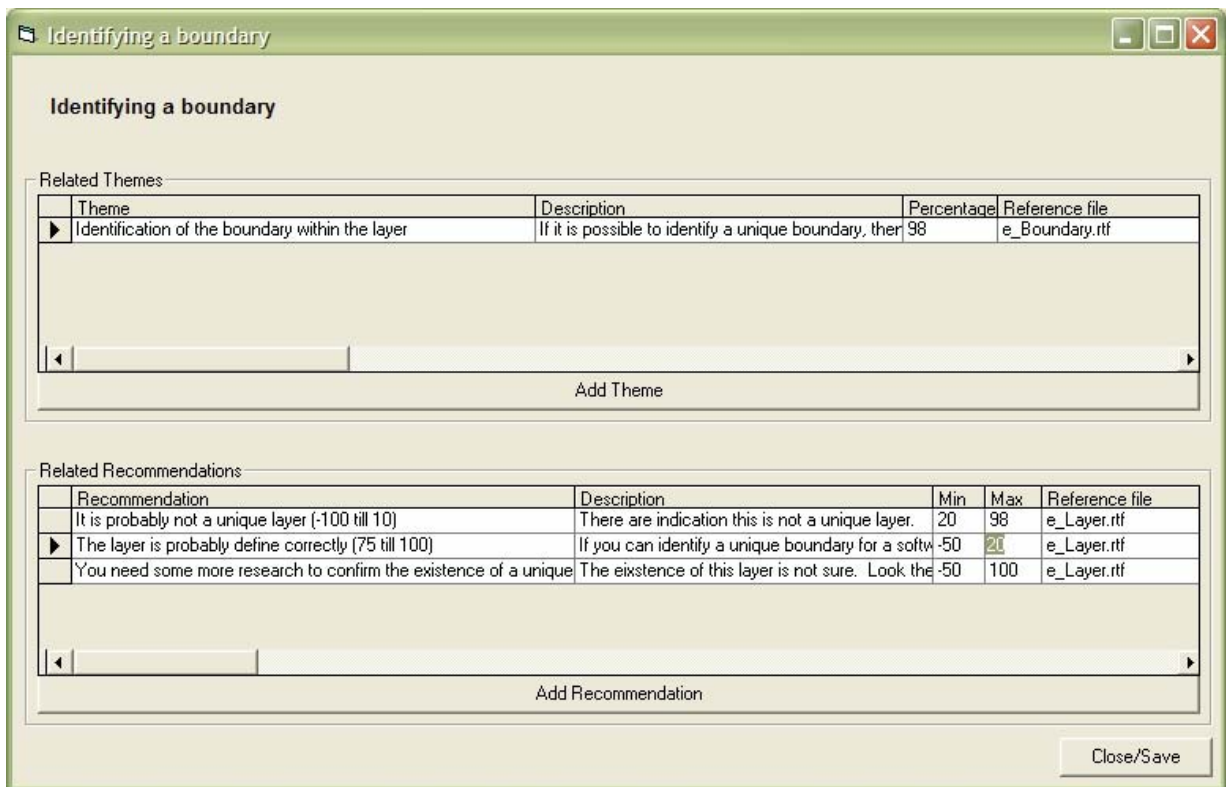 Identifying a boundary
Identifying a boundary
Related Themes
Theme Description Percentage Reference file
Identification of the boundary within the layer If it is possible to identify a unique boundary, ther 98 e_Boundary.rtf
Add Theme
Related Recommendations
Recommendation Description Min Max Reference file
It is probably not a unique layer (-100 till 10) There are indication this is not a unique layer. 20 98 e_Layer.rtf
The layer is probably define correctly (75 till 100) If you can identify a unique boundary for a softw -50 20 e_Layer.rtf
You need some more research to confirm the existence of a unique The eixstence of this layer is not sure. Look the -50 100 e_Layer.rtf
Add Recommendation
Close/Save